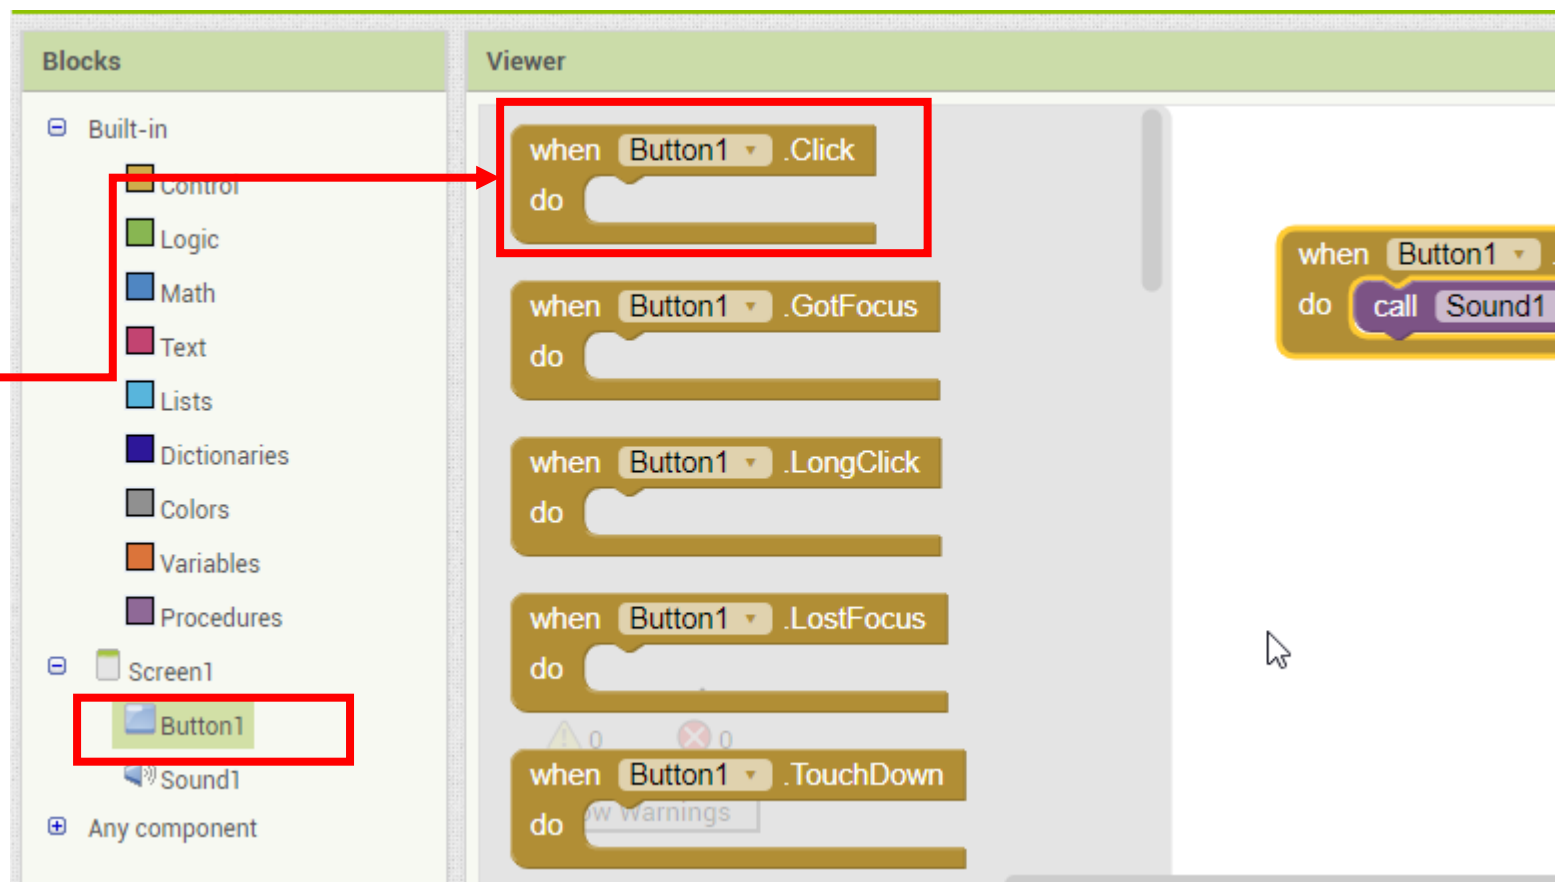 Blocks
Built-in
Control
Logic
Math
Text
Lists
Dictionaries
Colors
Variables
Procedures
Screen1
Button1
Sound1
Any component
Viewer
when Button1 .Click
do
when Button1 .GotFocus
do
when Button1 .LongClick
do
when Button1 .LostFocus
do
0 0
when Button1 .TouchDown
do
Warnings
when Button1 .
do call Sound1